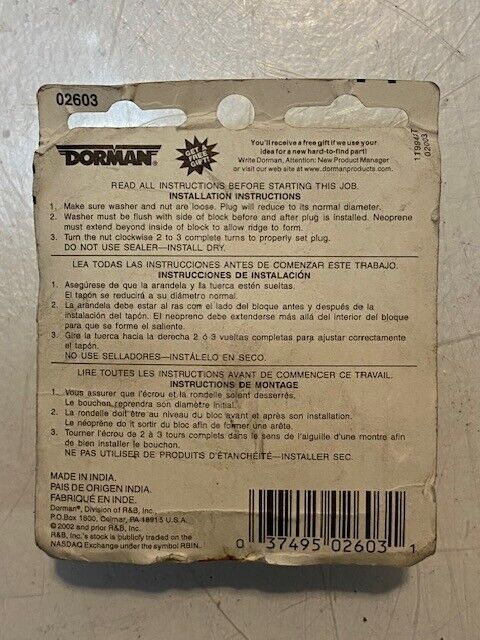 02603
DORMAN®
GET A
FREE
GIFT!
You'll receive a free gift if we use your
idea for a new hard-to-find part!
Write Dorman, Attention: New Product Manager
or visit our web site at www.dormanproducts.com.
02003
READ ALL INSTRUCTIONS BEFORE STARTING THIS JOB.
INSTALLATION INSTRUCTIONS
1. Make sure washer and nut are loose. Plug will reduce to its normal diameter.
2. Washer must be flush with side of block before and after plug is installed. Neoprene
must extend beyond inside of block to allow ridge to form.
3. Turn the nut clockwise 2 to 3 complete turns to properly set plug.
DO NOT USE SEALER—INSTALL DRY.
LEA TODAS LAS INSTRUCCIONES ANTES DE COMENZAR ESTE TRABAJO.
INSTRUCCIONES DE INSTALACIÓN
1. Asegúrese de que la arandela y la tuerca estén sueltas.
El tapón se reducirá a su diámetro normal.
2. La arandela debe estar al ras con el lado del bloque antes y después de la
instalación del tapón. El neopreno debe extenderse más allá del interior del bloque
para que se forme el saliente.
3. Gire la tuerca hacia la derecha 2 ó 3 vueltas completas para ajustar correctamente
el tapón.
NO USE SELLADORES—INSTÁLELO EN SECO.
LIRE TOUTES LES INSTRUCTIONS AVANT DE COMMENCER CE TRAVAIL.
INSTRUCTIONS DE MONTAGE
1. Vous assurer que l'écrou et la rondelle soient desserrés.
Le bouchon reprendra son diamètre initial.
2. La rondelle doit être au niveau du bloc avant et après son installation.
Le néoprène do it sortir du bloc afin de former une arête.
3. Tourner l'écrou de 2 à 3 tours complets dans le sens de l'aiguille d'une montre afin
de bien installer le bouchon.
NE PAS UTILISER DE PRODUITS D'ÉTANCHÉITÉ—INSTALLER SEC.
MADE IN INDIA.
PAIS DE ORIGEN INDIA.
FABRIQUÉ EN INDE.
Dorman®, Division of R&B, Inc.
P.O.Box 1800, Colmar, PA 18915 U.S.A.
© 2002 and prior R&B, Inc.
R&B, Inc.'s stock is publicly traded on the
NASDAQ Exchange under the symbol RBIN.
0 37495 02603 1